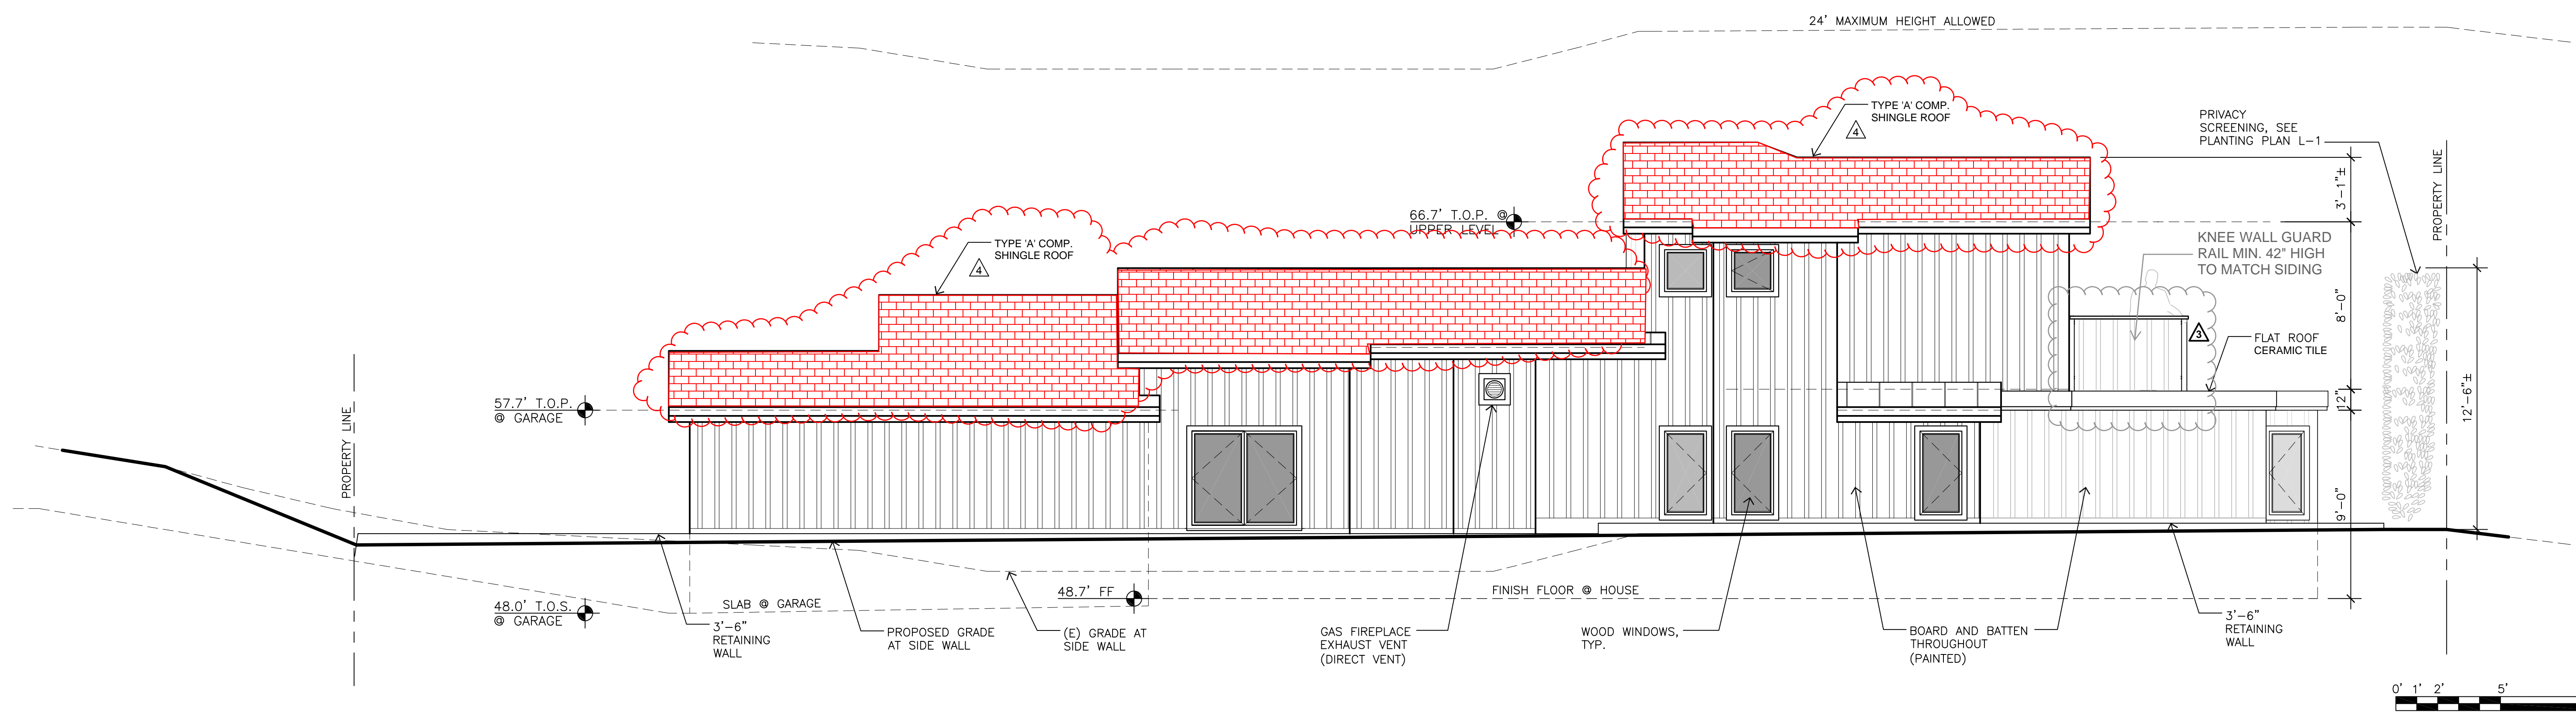 24' MAXIMUM HEIGHT ALLOWED
TYPE 'A' COMP.
SHINGLE ROOF
4
PRIVACY
SCREENING, SEE
PLANTING PLAN L-1
PROPERTY LINE
3'-1"±
66.7' T.O.P. @
UPPER LEVEL
KNEE WALL GUARD
RAIL MIN. 42" HIGH
TO MATCH SIDING
TYPE 'A' COMP.
SHINGLE ROOF
4
8'-0"
3
FLAT ROOF
CERAMIC TILE
12"
12'-6"±
57.7' T.O.P.
@ GARAGE
PROPERTY LINE
9'-0"
48.0' T.O.S.
@ GARAGE
SLAB @ GARAGE
48.7' FF
FINISH FLOOR @ HOUSE
3'-6"
RETAINING
WALL
PROPOSED GRADE
AT SIDE WALL
(E) GRADE AT
SIDE WALL
GAS FIREPLACE
EXHAUST VENT
(DIRECT VENT)
WOOD WINDOWS,
TYP.
BOARD AND BATTEN
THROUGHOUT
(PAINTED)
3'-6"
RETAINING
WALL
0' 1' 2' 5'